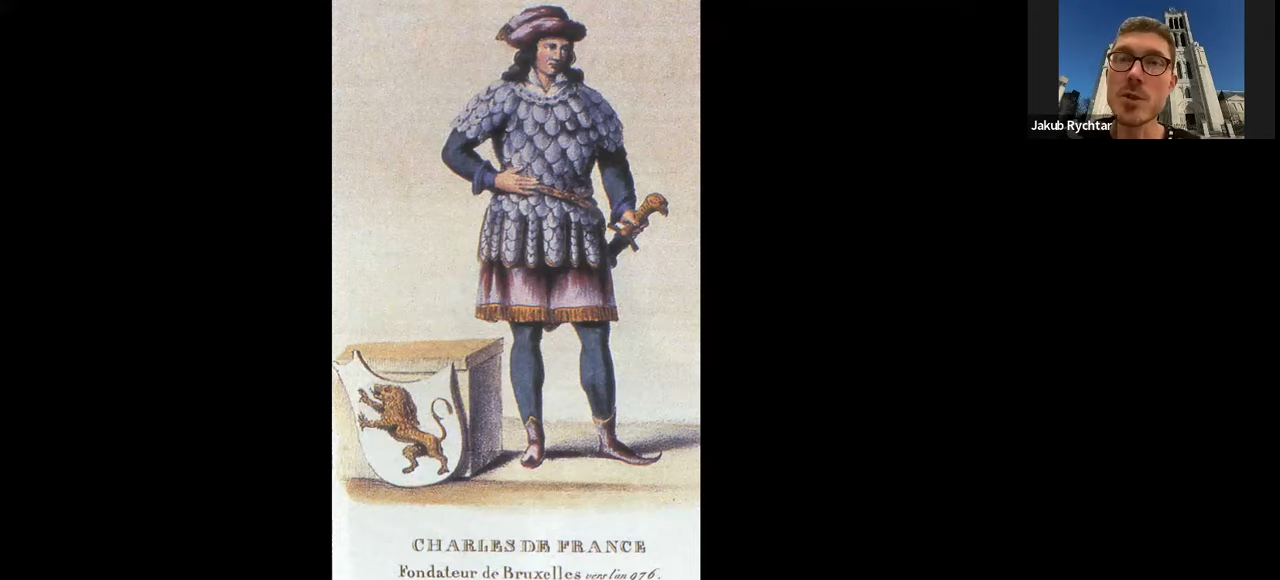 Jakub Rychtar
CHARLES DE FRANCE
Fondateur de Bruxelles vers l'an 976.